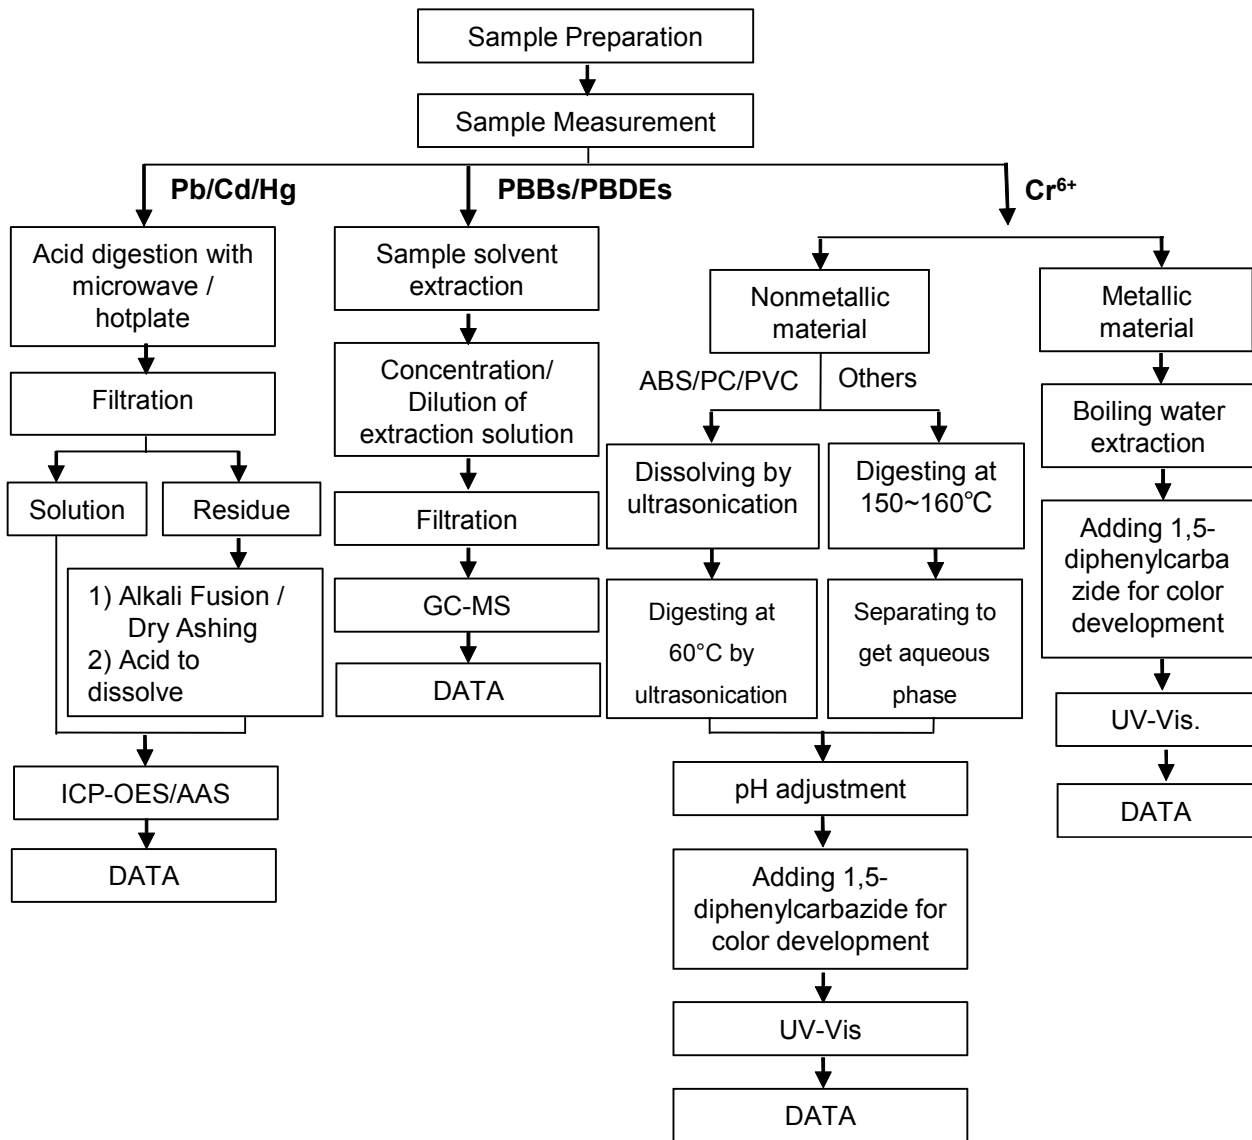 Sample Preparation
Sample Measurement
Pb/Cd/Hg
PBBs/PBDEs
Cr⁶⁺
Acid digestion with
microwave /
hotplate
Filtration
Solution
Residue
1) Alkali Fusion /
Dry Ashing
2) Acid to
dissolve
ICP-OES/AAS
DATA
Sample solvent
extraction
Concentration/
Dilution of
extraction solution
Filtration
GC-MS
DATA
Nonmetallic
material
ABS/PC/PVC
Others
Dissolving by
ultrasonication
Digesting at
60°C by
ultrasonication
Digesting at
150~160℃
Separating to
get aqueous
phase
pH adjustment
Adding 1,5-
diphenylcarbazide for
color development
UV-Vis
DATA
Metallic
material
Boiling water
extraction
Adding 1,5-
diphenylcarba
zide for color
development
UV-Vis.
DATA